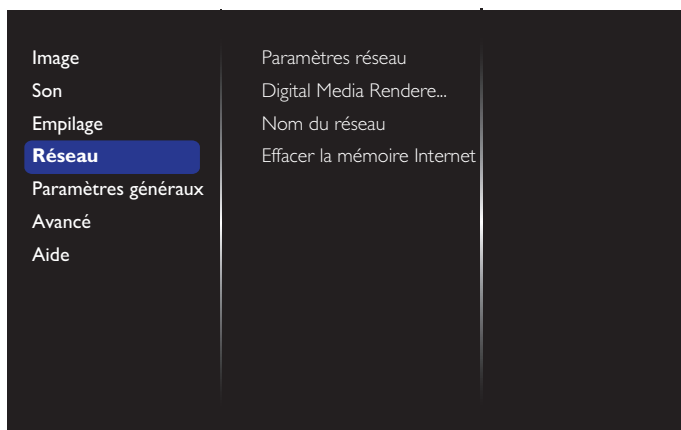 Image
Son
Empilage
Réseau
Paramètres généraux
Avancé
Aide
Paramètres réseau
Digital Media Rendere...
Nom du réseau
Effacer la mémoire Internet